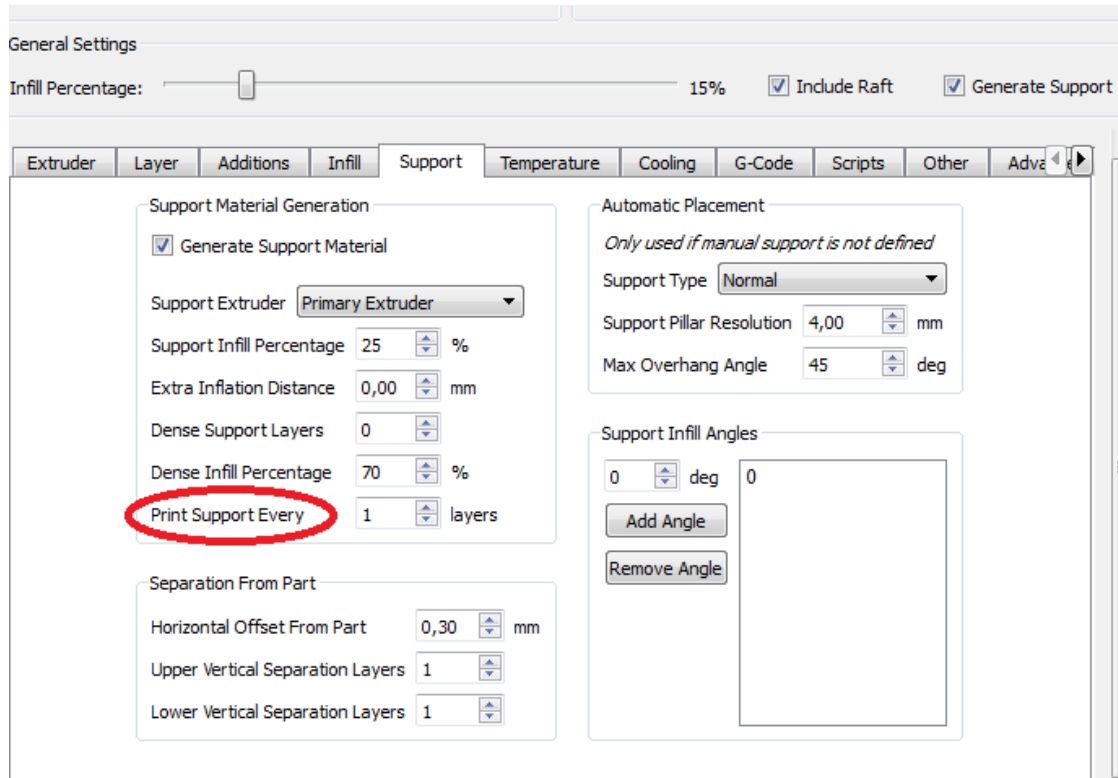 General Settings
Infill Percentage: 15% Include Raft Generate Support
Extruder Layer Additions Infill Support Temperature Cooling G-Code Scripts Other
Support Material Generation
Generate Support Material
Support Extruder Primary Extruder
Support Infill Percentage 25 %
Extra Inflation Distance 0,00 mm
Dense Support Layers 0
Dense Infill Percentage 70 %
Print Support Every 1 layers
Separation From Part
Horizontal Offset From Part 0,30 mm
Upper Vertical Separation Layers 1
Lower Vertical Separation Layers 1
Automatic Placement
Only used if manual support is not defined
Support Type Normal
Support Pillar Resolution 4,00 mm
Max Overhang Angle 45 deg
Support Infill Angles
0 deg 0
Add Angle
Remove Angle